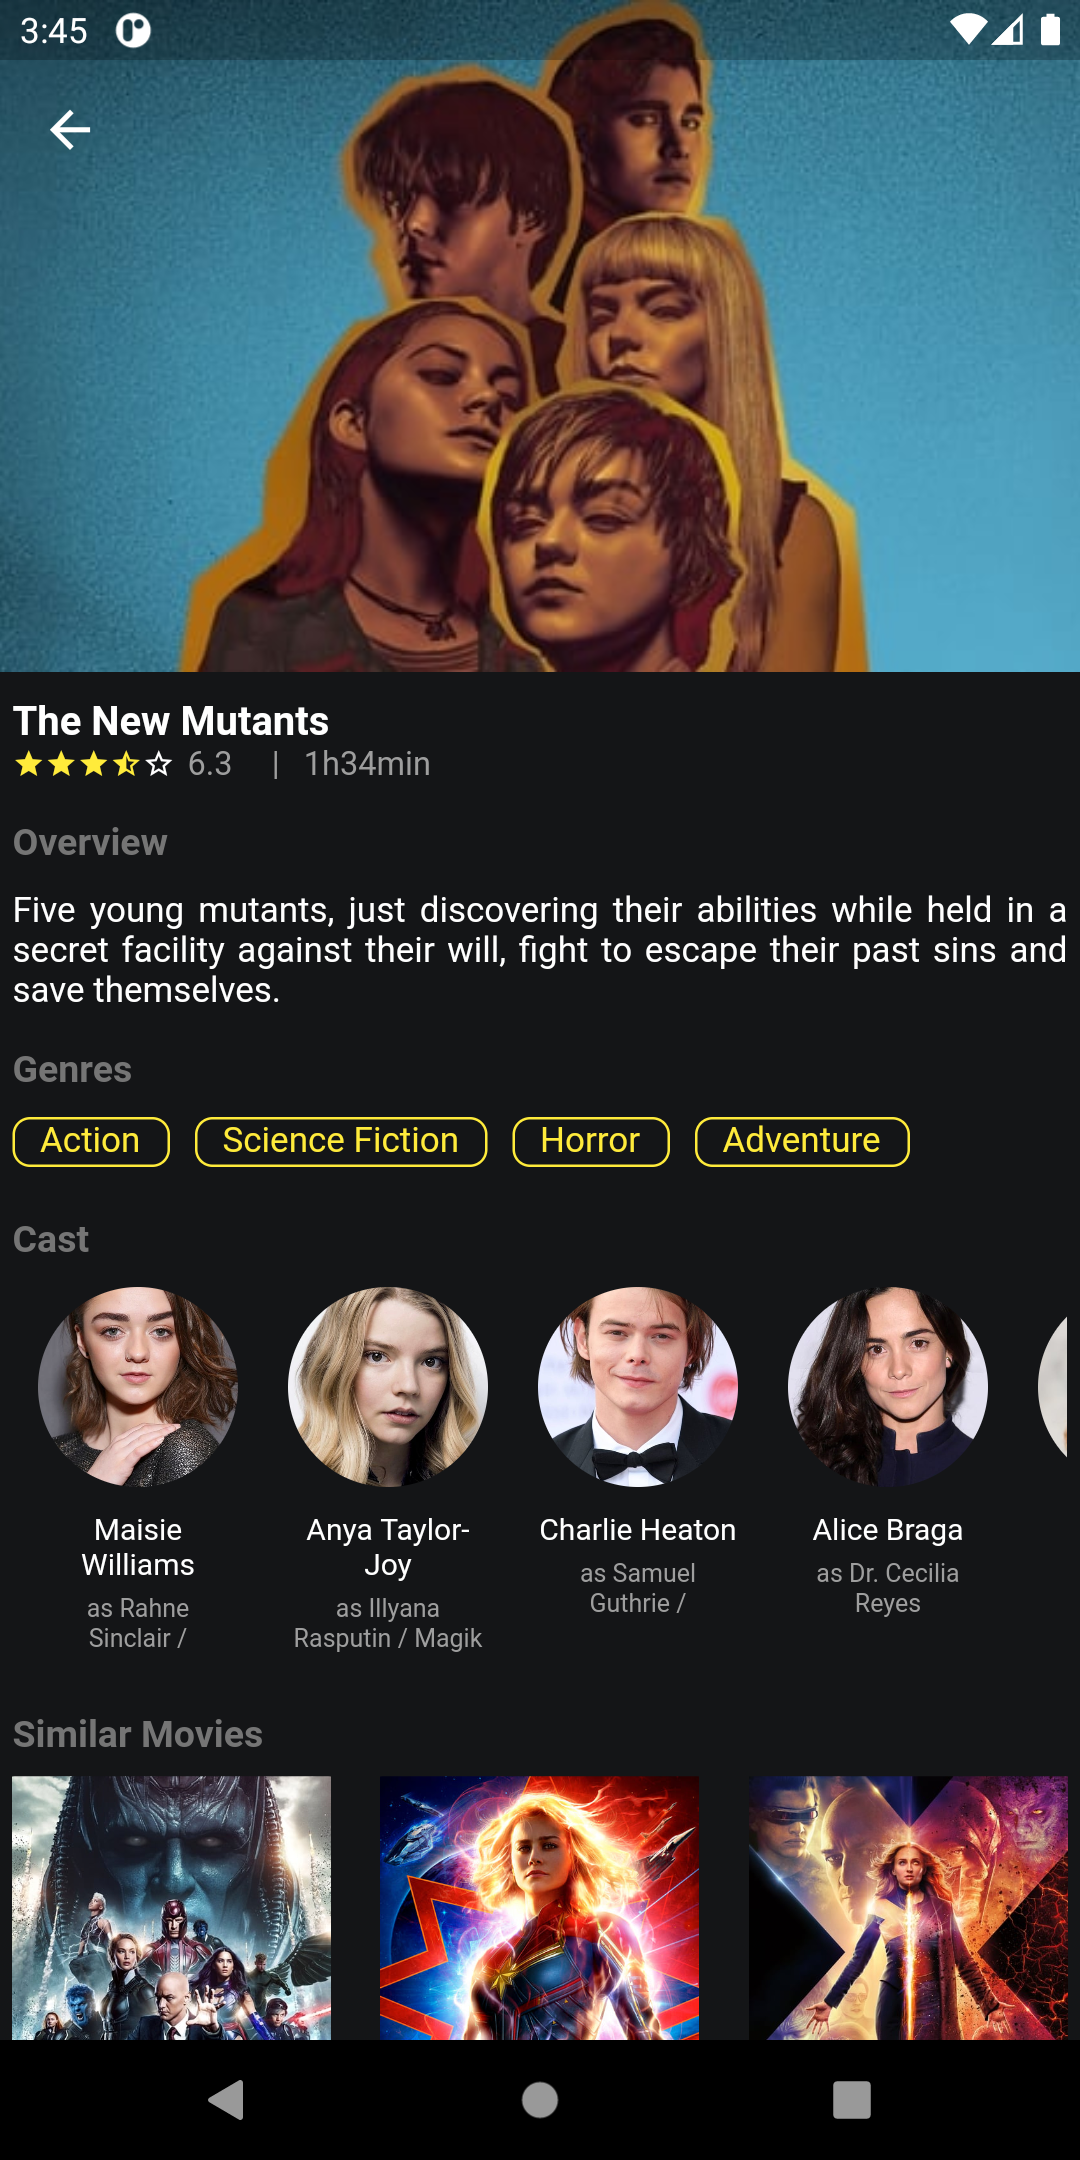 3:45
The New Mutants
6.3 | 1h34min
Overview
Five young mutants, just discovering their abilities while held in a
secret facility against their will, fight to escape their past sins and
save themselves.
Genres
Action Science Fiction Horror Adventure
Cast
Maisie
Williams
as Rahne
Sinclair /
Anya Taylor-
Joy
as Illyana
Rasputin / Magik
Charlie Heaton
as Samuel
Guthrie /
Alice Braga
as Dr. Cecilia
Reyes
Similar Movies